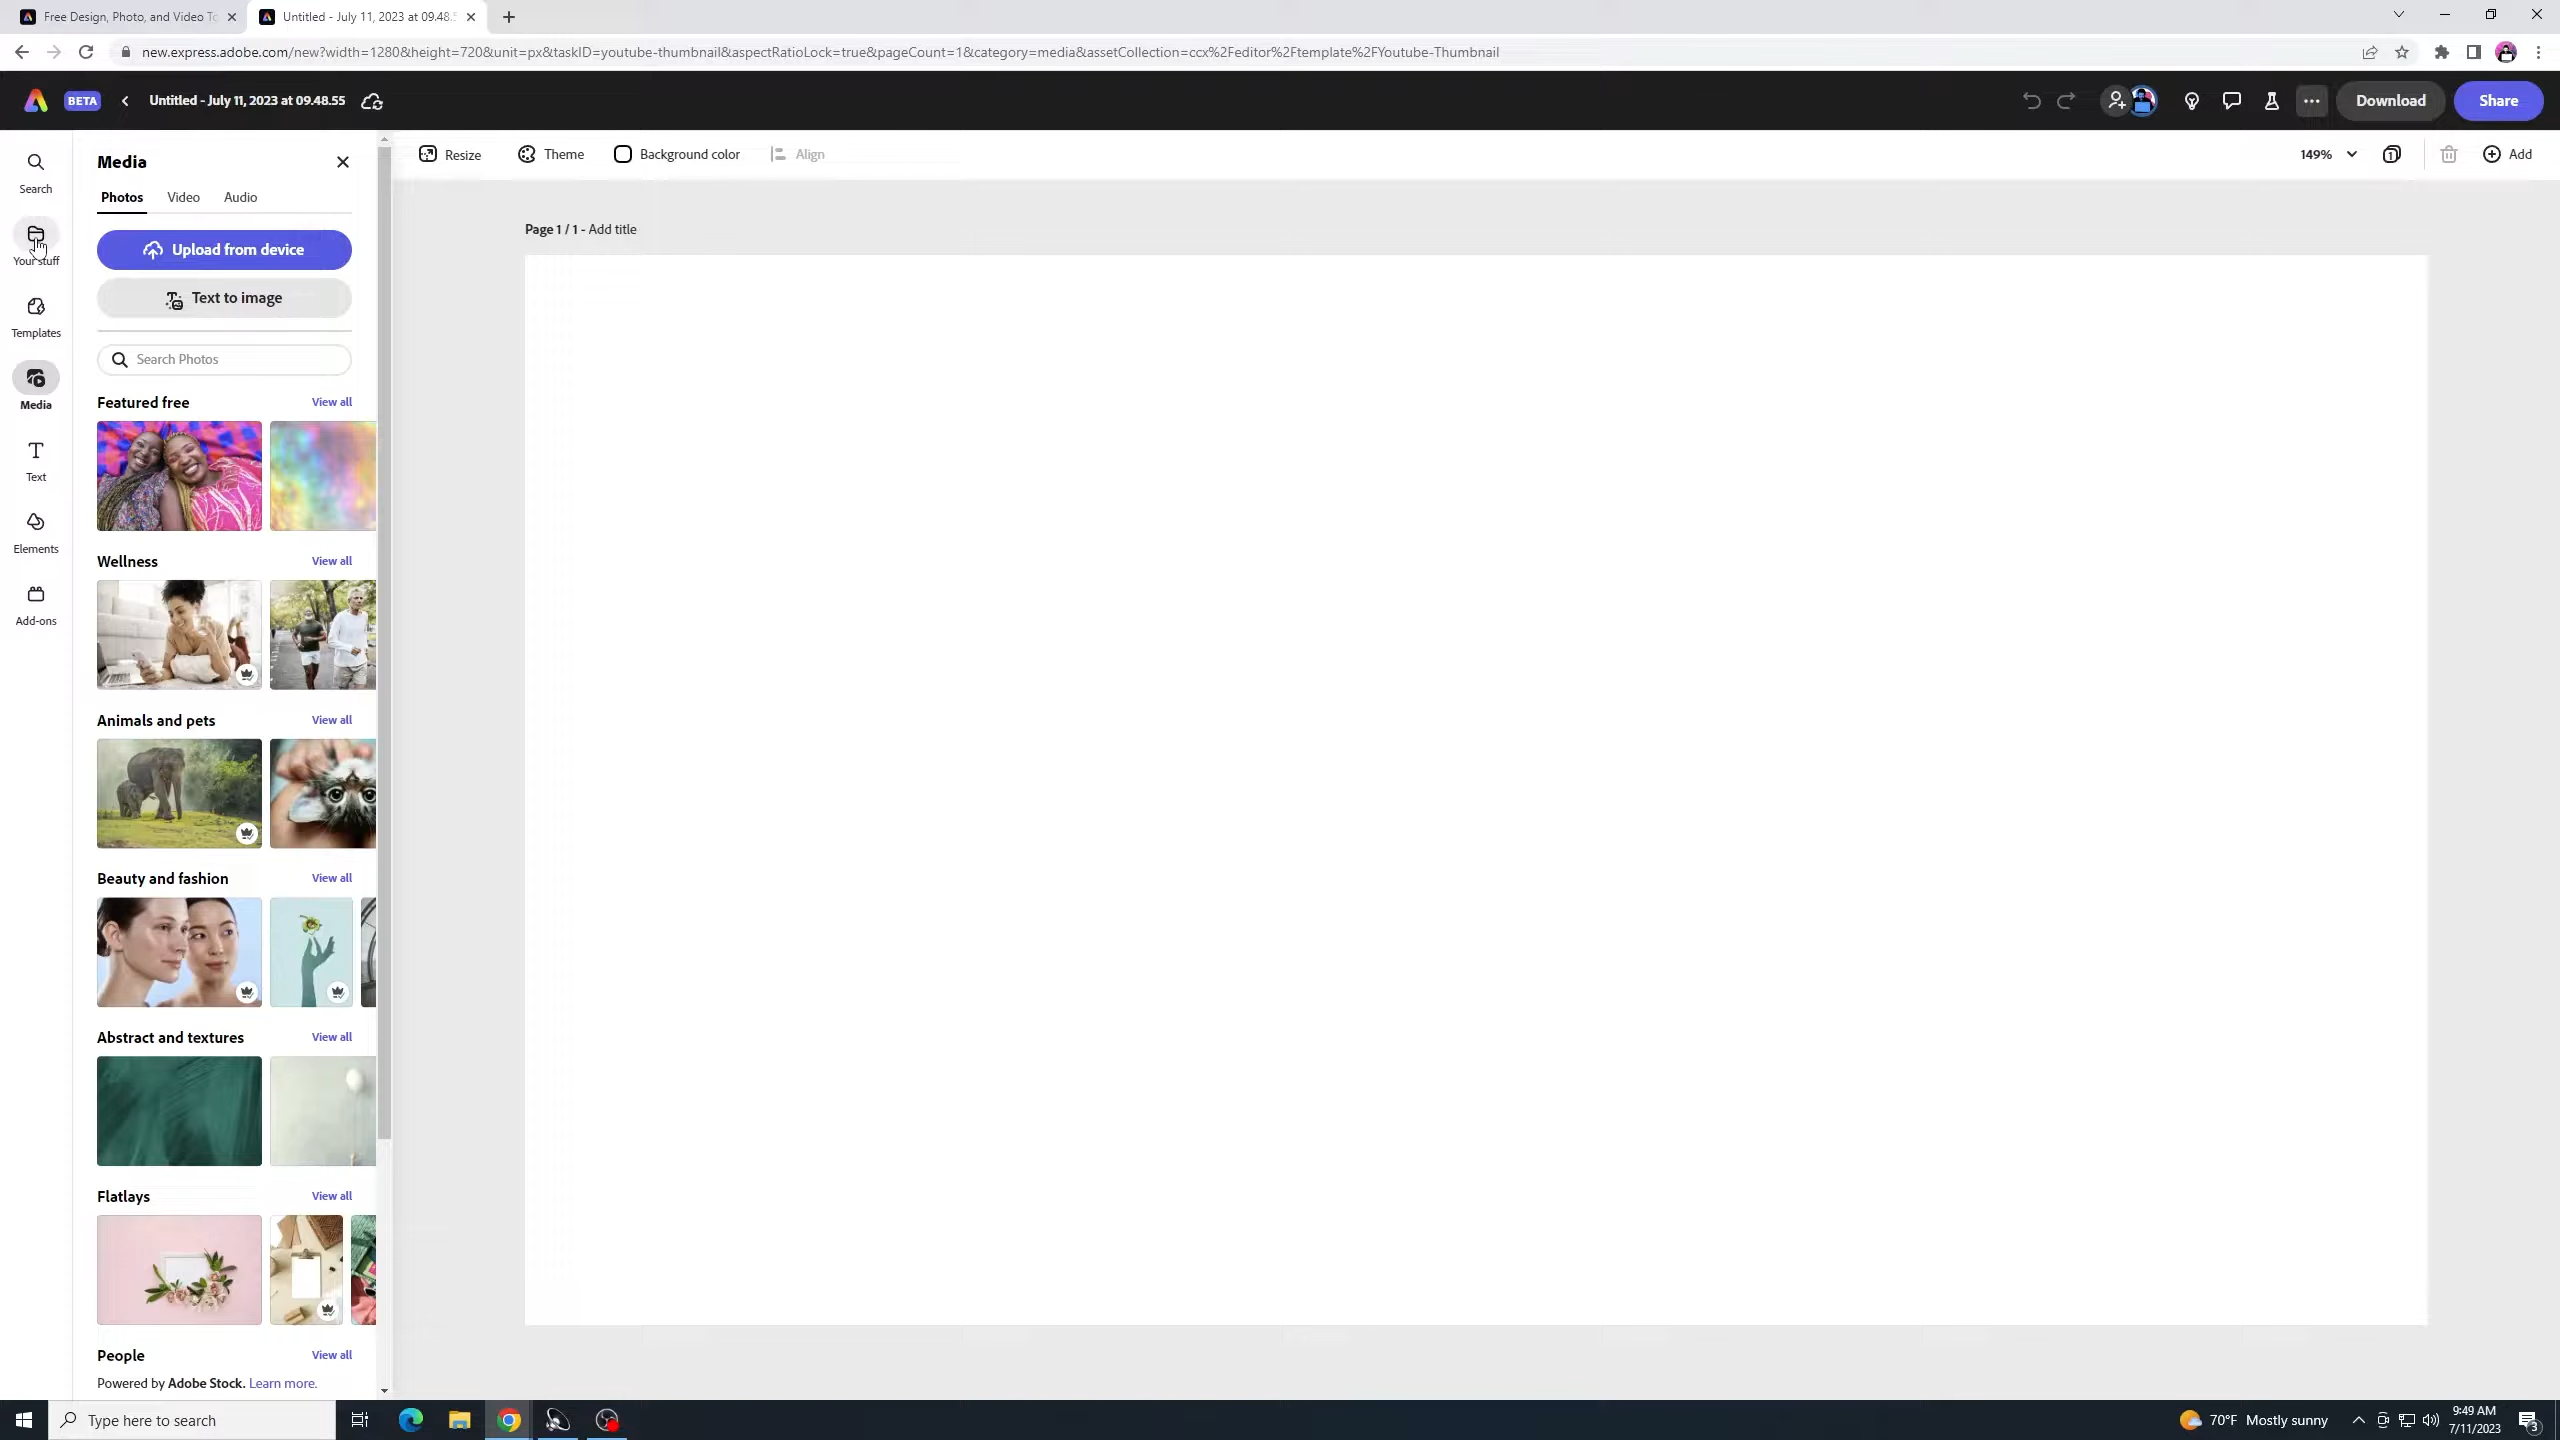 Free Design, Photo, and Video To
Untitled - July 11, 2023 at 09.48.5
new.express.adobe.com/new?width=1280&height=720&unit=px&taskID=youtube-thumbnail&aspectRatioLock=true&pageCount=1&category=media&assetCollection=ccx%2Feditor%2Ftemplate%2FYoutube-Thumbnail
BETA
Untitled - July 11, 2023 at 09.48.55
Download
Share
Search
Your stuff
Templates
Media
Text
Elements
Add-ons
Media
Photos Video Audio
Upload from device
Text to image
Search Photos
Featured free View all
Wellness View all
Animals and pets View all
Beauty and fashion View all
Abstract and textures View all
Flatlays View all
People View all
Powered by Adobe Stock. Learn more.
Resize Theme Background color Align
149%
1
Add
Page 1 / 1 - Add title
Type here to search
70°F Mostly sunny
9:49 AM
7/11/2023
3